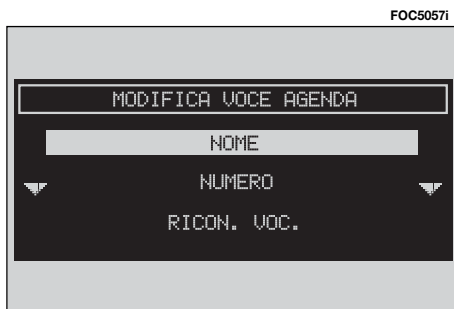 FOC5057i
MODIFICA VOCE AGENDA
NOME
NUMERO
RICON. VOC.